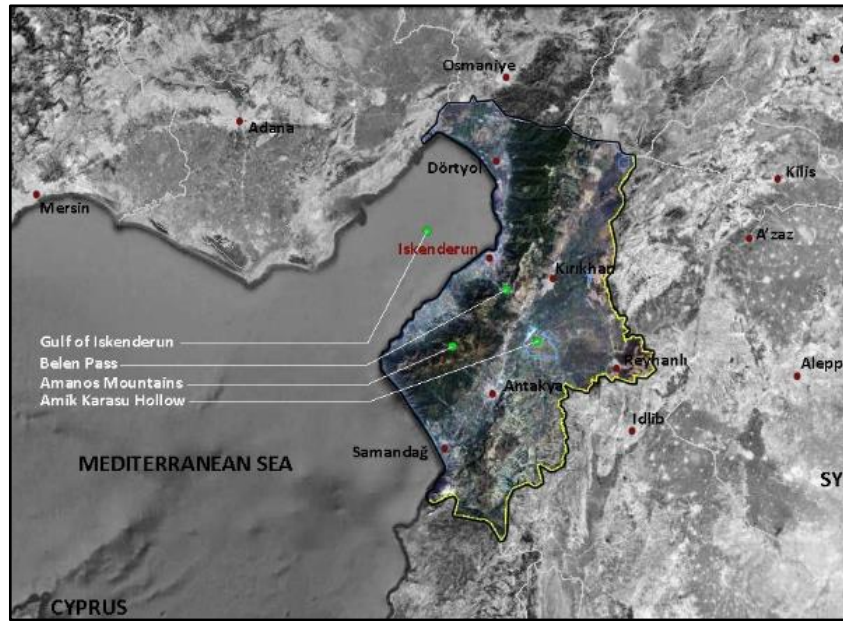 Osmaniye
Adana
Dörtyol
Kilis
Mersin
A'zaz
Iskenderun
Kırıkhan
Gulf of Iskenderun
Belen Pass
Amanos Mountains
Amik Karasu Hollow
Reyhanlı
Alepp
Antakya
Idlib
Samandağ
MEDITERRANEAN SEA
SY
CYPRUS